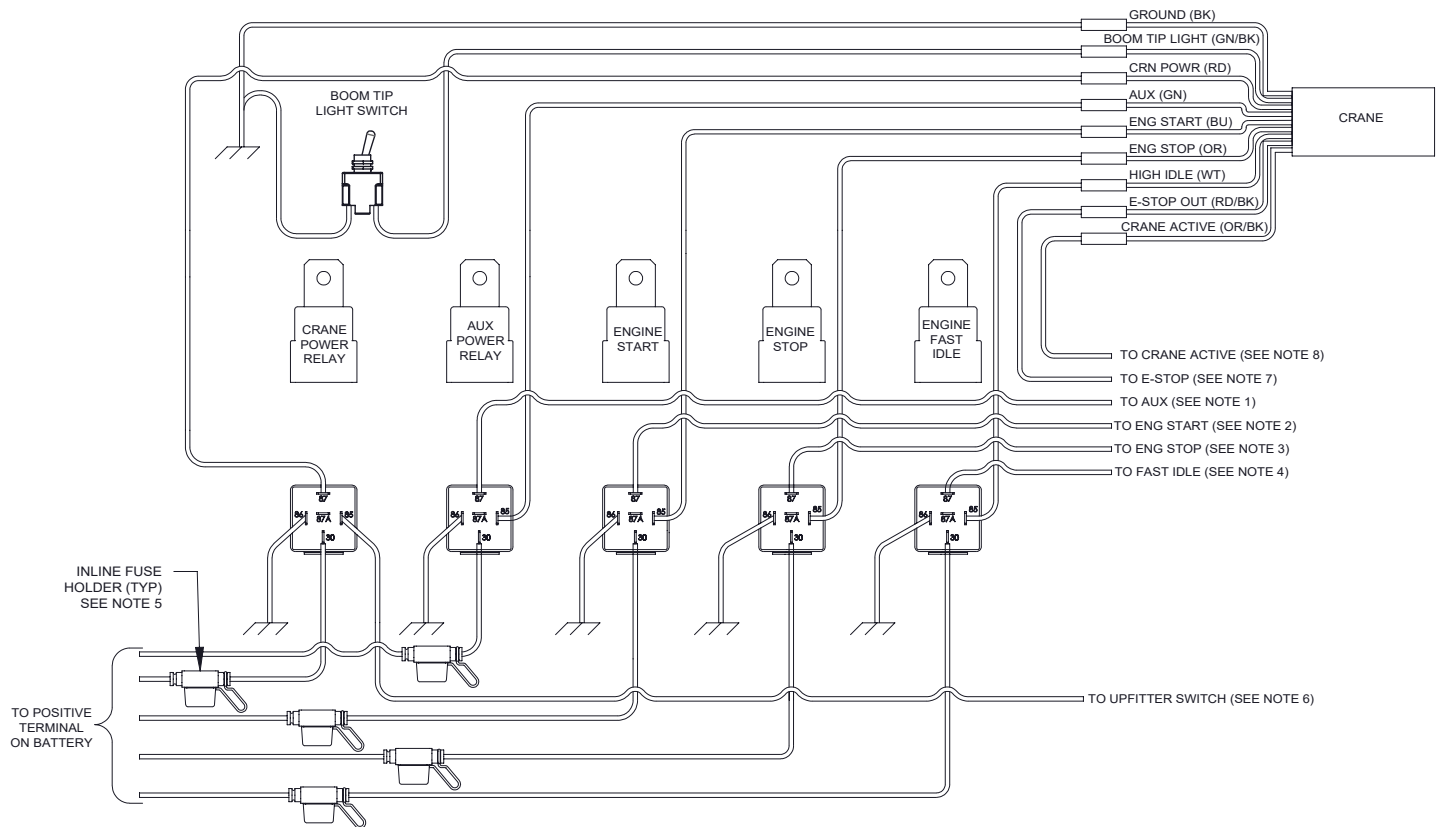 GROUND (BK)
BOOM TIP LIGHT (GN/BK)
CRN POWR (RD)
AUX (GN)
ENG START (BU)
ENG STOP (OR)
HIGH IDLE (WT)
E-STOP OUT (RD/BK)
CRANE ACTIVE (OR/BK)
CRANE
BOOM TIP
LIGHT SWITCH
CRANE
POWER
RELAY
AUX
POWER
RELAY
ENGINE
START
ENGINE
STOP
ENGINE
FAST
IDLE
TO CRANE ACTIVE (SEE NOTE 8)
TO E-STOP (SEE NOTE 7)
TO AUX (SEE NOTE 1)
TO ENG START (SEE NOTE 2)
TO ENG STOP (SEE NOTE 3)
TO FAST IDLE (SEE NOTE 4)
87
86
87A
85
30
87
86
87A
85
30
87
86
87A
85
30
87
86
87A
85
30
87
86
87A
85
30
INLINE FUSE
HOLDER (TYP)
SEE NOTE 5
TO POSITIVE
TERMINAL
ON BATTERY
TO UPFITTER SWITCH (SEE NOTE 6)